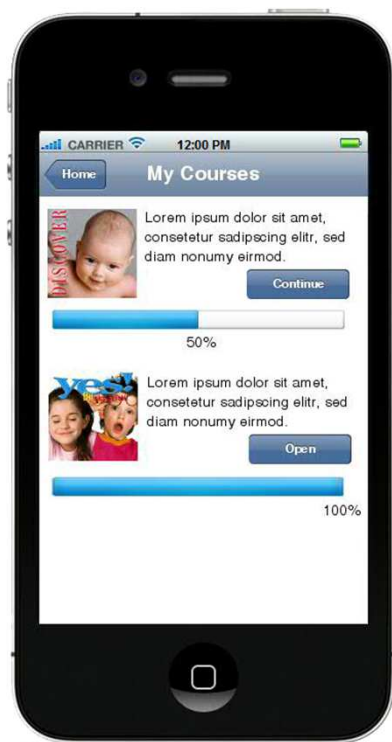 CARRIER 12:00 PM
Home My Courses
DISCOVER
Lorem ipsum dolor sit amet,
consetetur sadipscing elitr, sed
diam nonumy eirmod.
Continue
50%
yes!
Lorem ipsum dolor sit amet,
consetetur sadipscing elitr, sed
diam nonumy eirmod.
Open
100%